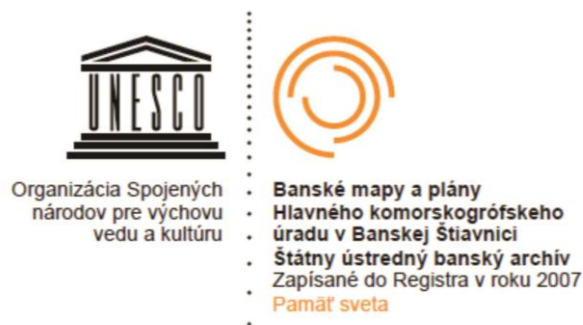 UNESCO
Organizácia Spojených
národov pre výchovu
vedu a kultúru
Banské mapy a plány
Hlavného komorskogrófskeho
úradu v Banskej Štiavnici
Štátny ústredný banský archív
Zapísané do Registra v roku 2007
Pamäť sveta